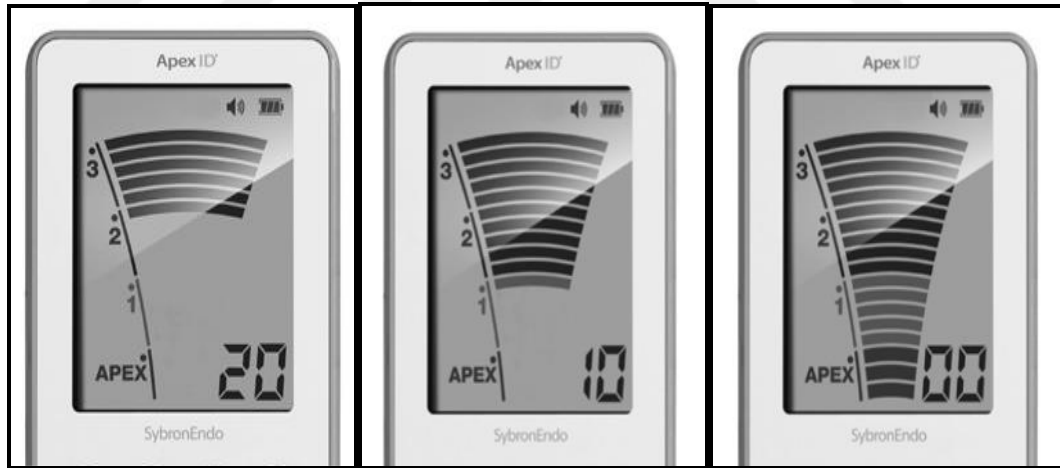 Apex ID
3
2
1
APEX
20
SybronEndo
Apex ID
3
2
1
APEX
10
SybronEndo
Apex ID
3
2
1
APEX
00
SybronEndo